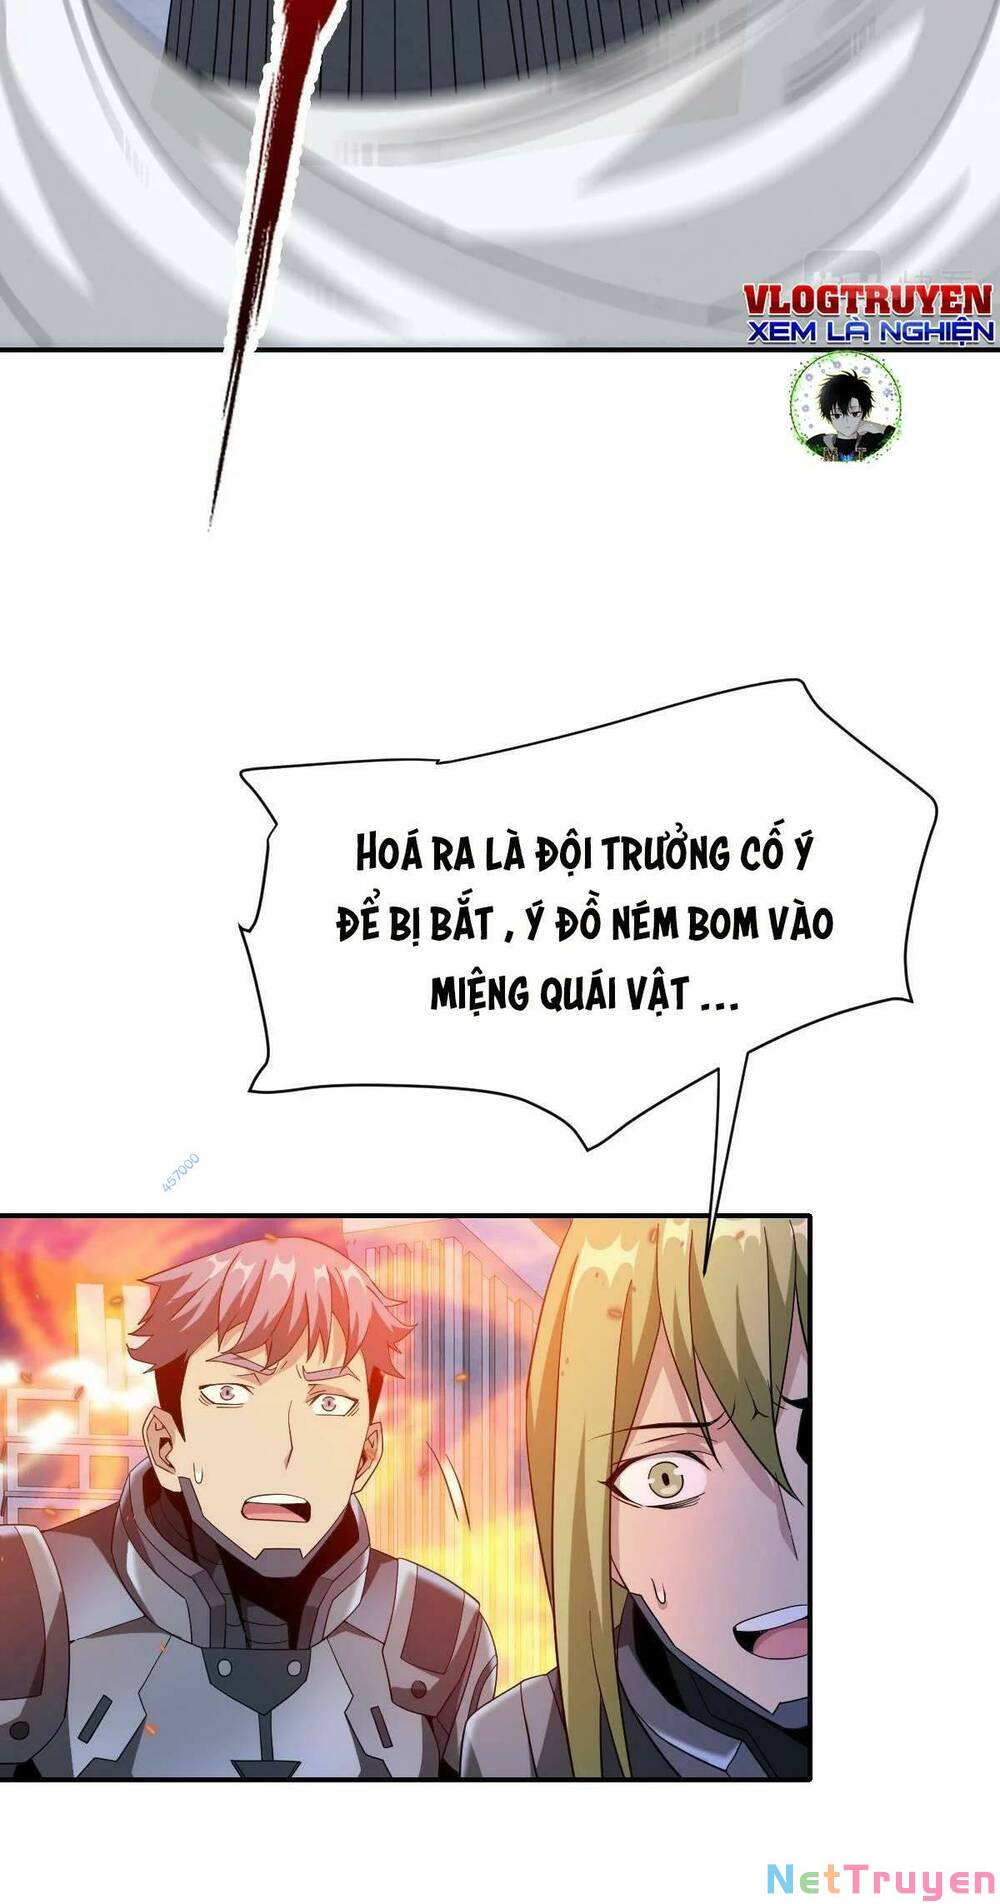 VLOGTRUYEN
XEM LÀ NGHIỆN
M T
HOÁ RA LÀ ĐỘI TRƯỞNG CỐ Ý
ĐỂ BỊ BẮT , Ý ĐỒ NÉM BOM VÀO
MIỆNG QUÁI VẬT ...
457000
NetTruyen